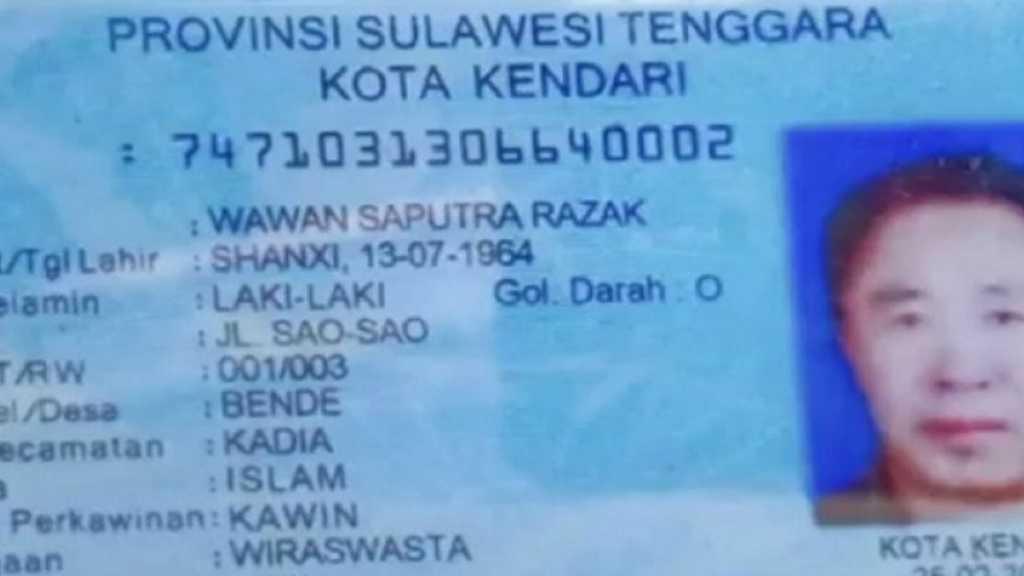 PROVINSI SULAWESI TENGGARA
KOTA KENDARI
: 7471031306640002
: WAWAN SAPUTRA RAZAK
/Tgl Lahir : SHANXI, 13-07-1964
elamin : LAKI-LAKI Gol. Darah : O
: JL. SAO-SAO
T/RW : 001/003
el/Desa : BENDE
ecamatan : KADIA
a : ISLAM
Perkawinan : KAWIN
aan : WIRASWASTA
KOTA KEN